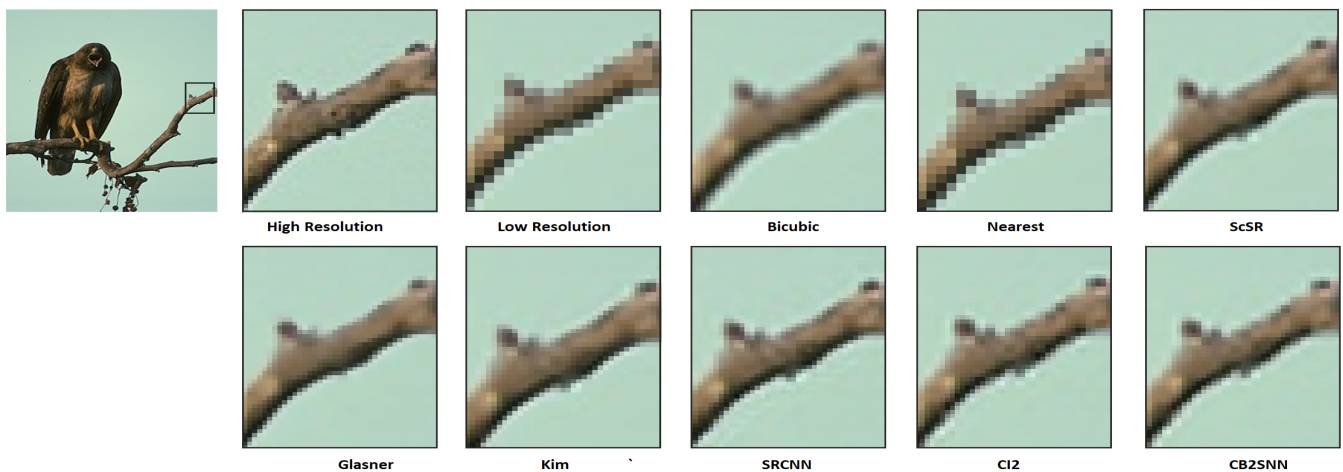 High Resolution Low Resolution Bicubic Nearest ScSR
Glasner Kim ` SRCNN CI2 CB2SNN